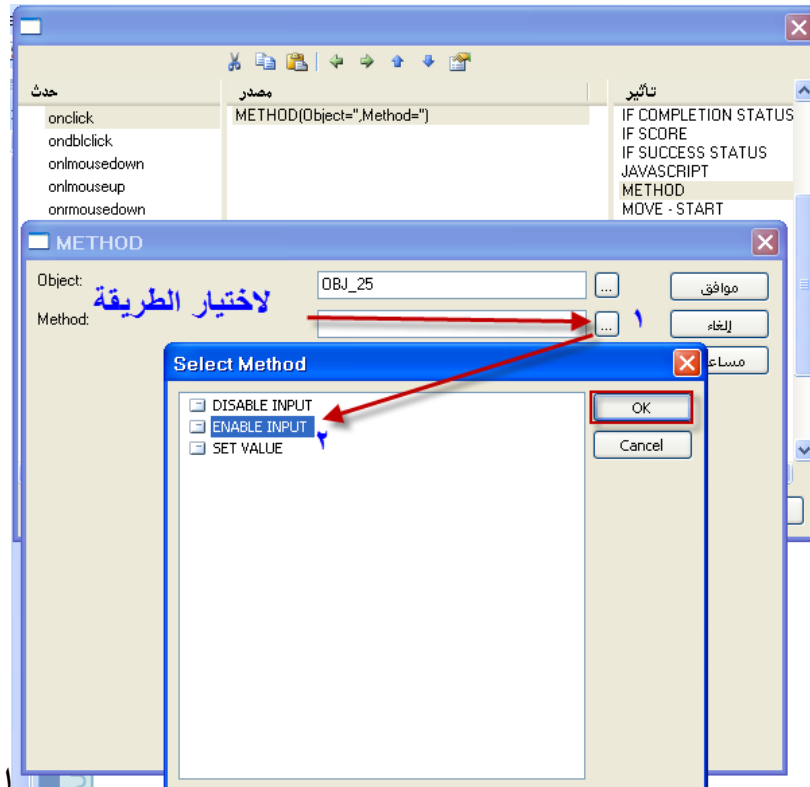 حدث
مصدر
تأثير
onclick
ondblclick
onlmousedown
onlmouseup
onrmousedown
METHOD(Object='',Method='')
IF COMPLETION STATUS
IF SCORE
IF SUCCESS STATUS
JAVASCRIPT
METHOD
MOVE - START
METHOD
Object:
OBJ_25
...
موافق
لاختيار الطريقة
Method:
...
١
إلغاء
Select Method
DISABLE INPUT
ENABLE INPUT
٢
SET VALUE
OK
Cancel